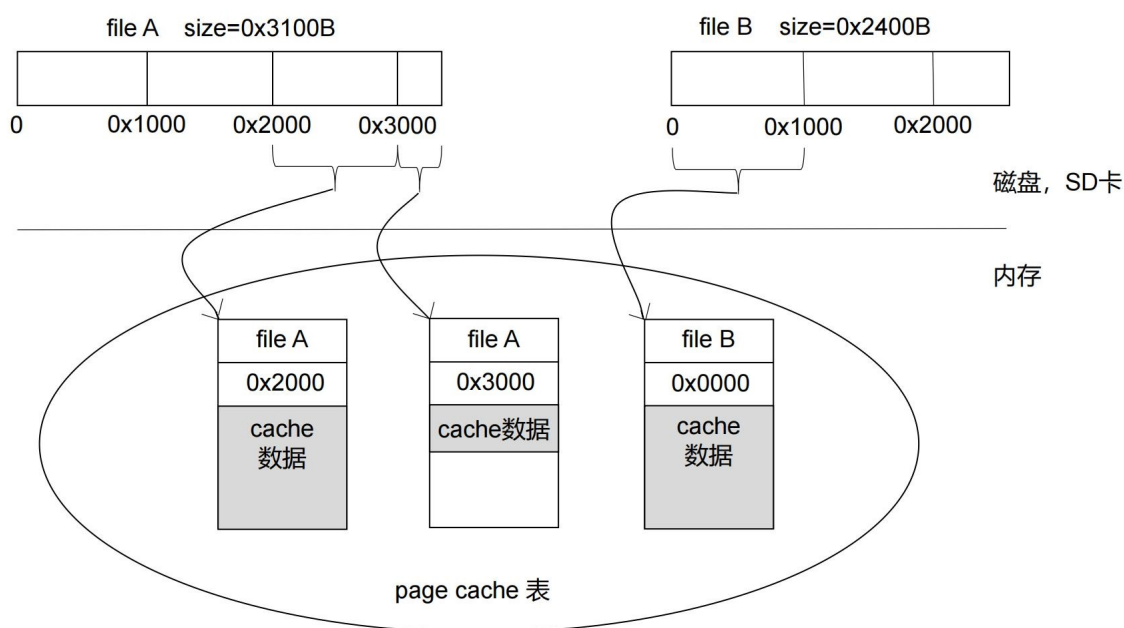 file A size=0x3100B
file B size=0x2400B
0 0x1000 0x2000 0x3000
0 0x1000 0x2000
磁盘，SD卡
内存
file A
0x2000
cache
数据
file A
0x3000
cache数据
file B
0x0000
cache
数据
page cache 表